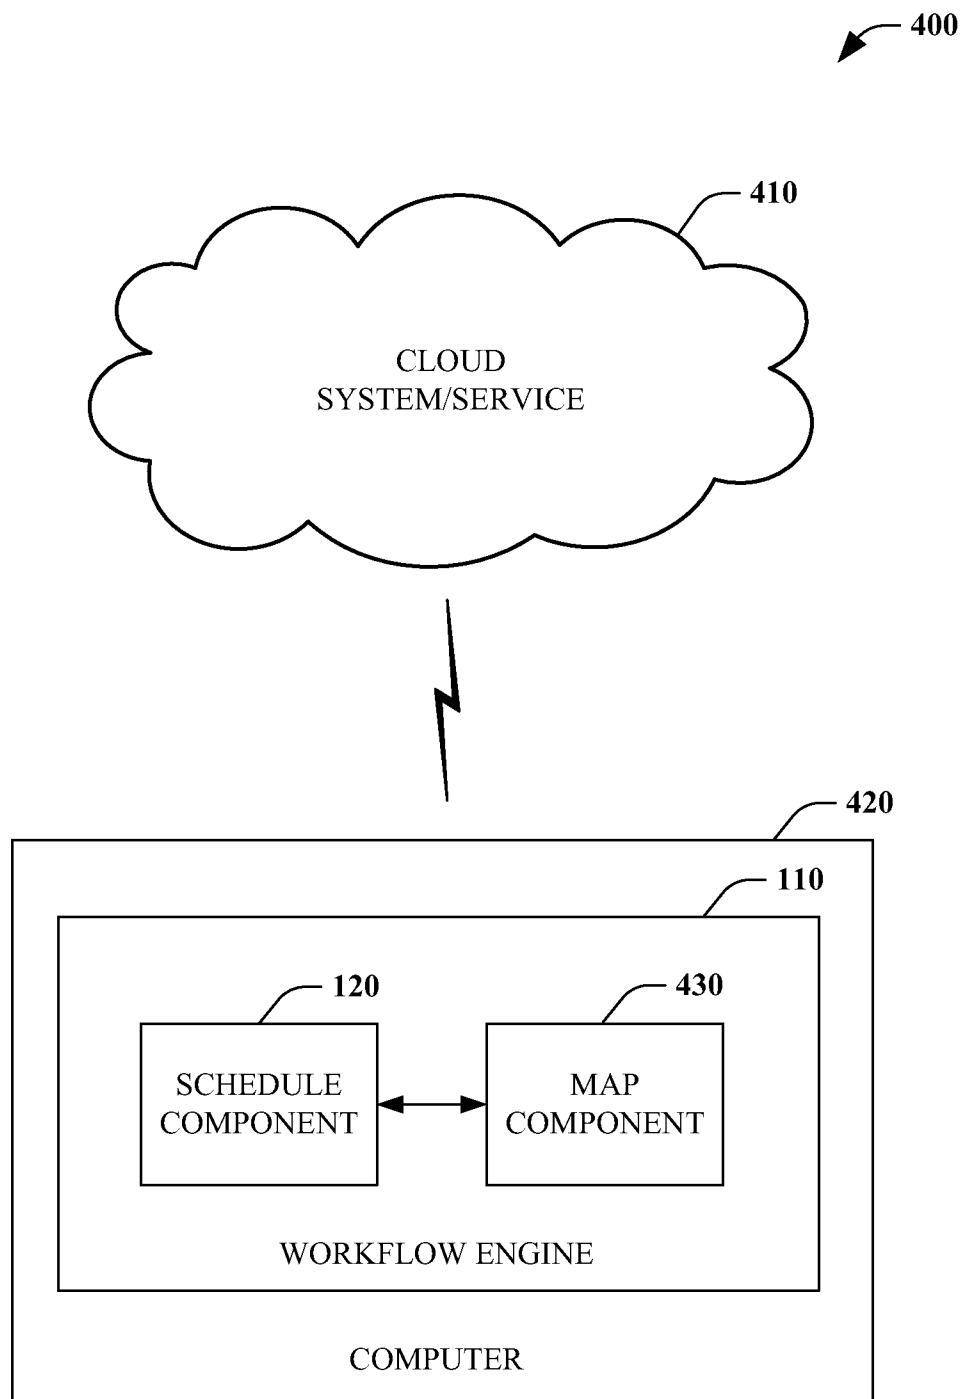 400
410
CLOUD
SYSTEM/SERVICE
420
110
120
430
SCHEDULE
COMPONENT
MAP
COMPONENT
WORKFLOW ENGINE
COMPUTER